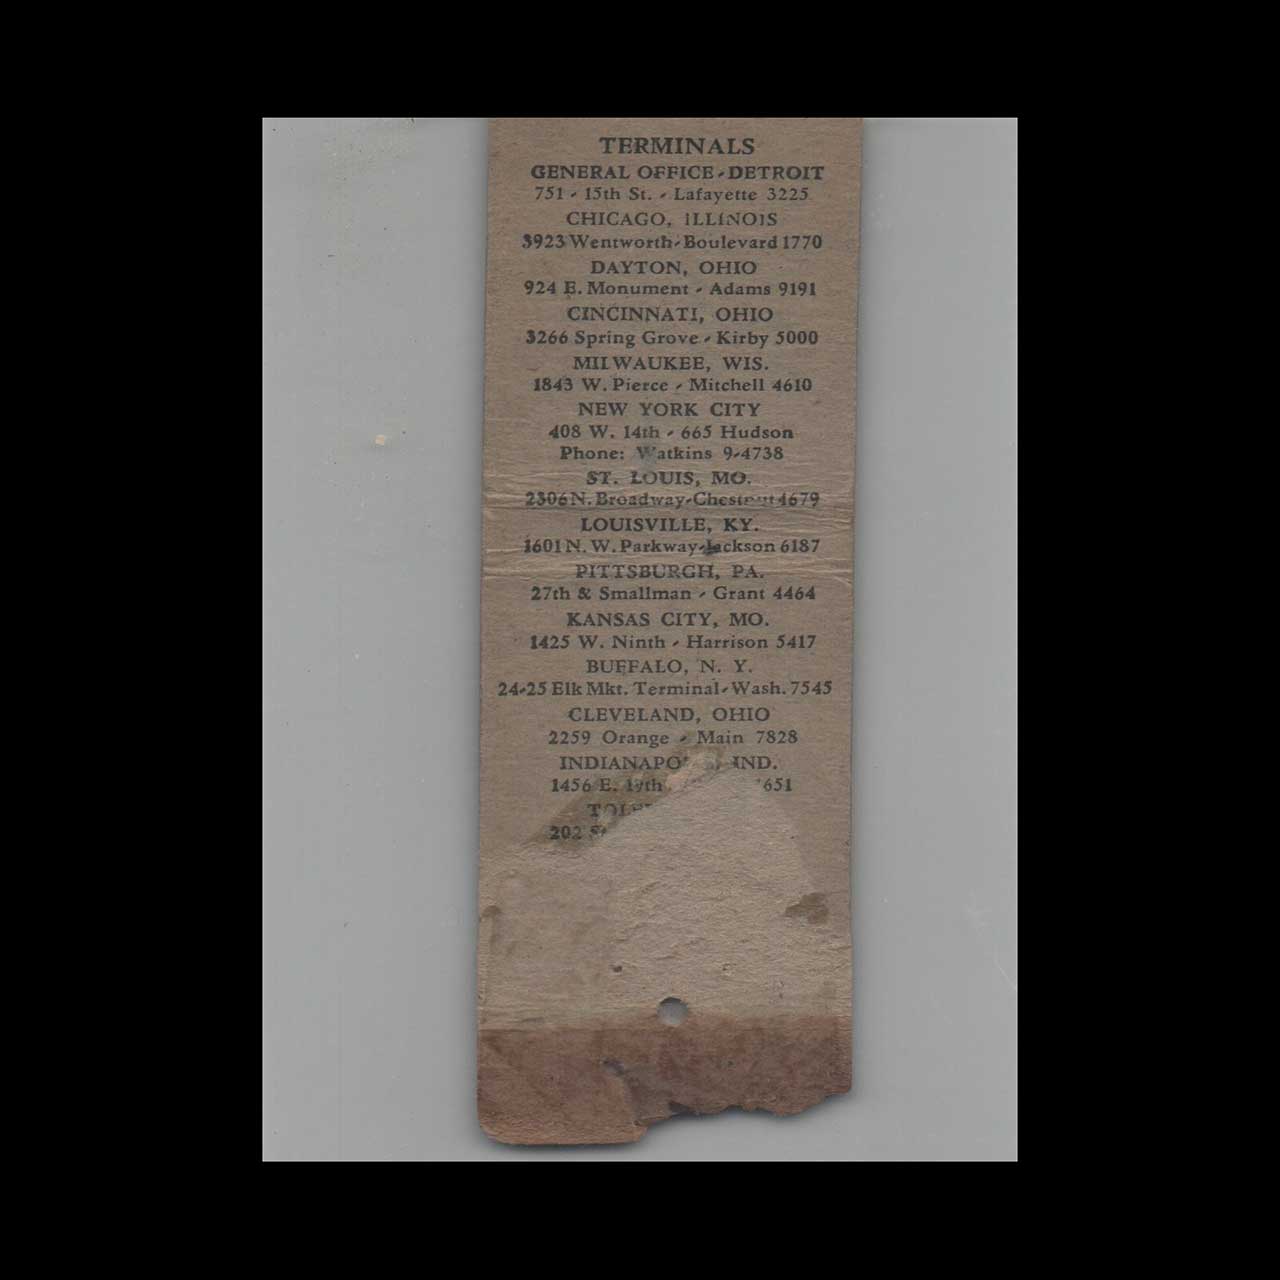 TERMINALS
GENERAL OFFICE-DETROIT
751 - 15th St. - Lafayette 3225
CHICAGO, ILLINOIS
3923 Wentworth-Boulevard 1770
DAYTON, OHIO
924 E. Monument - Adams 9191
CINCINNATI, OHIO
3266 Spring Grove - Kirby 5000
MILWAUKEE, WIS.
1843 W. Pierce - Mitchell 4610
NEW YORK CITY
408 W. 14th - 665 Hudson
Phone: Watkins 9-4738
ST. LOUIS, MO.
2306 N. Broadway-Chestnut 4679
LOUISVILLE, KY.
1601 N. W. Parkway-Jackson 6187
PITTSBURGH, PA.
27th & Smallman - Grant 4464
KANSAS CITY, MO.
1425 W. Ninth - Harrison 5417
BUFFALO, N. Y.
24-25 Elk Mkt. Terminal-Wash. 7545
CLEVELAND, OHIO
2259 Orange - Main 7828
IND.
1456 E. 19th
202